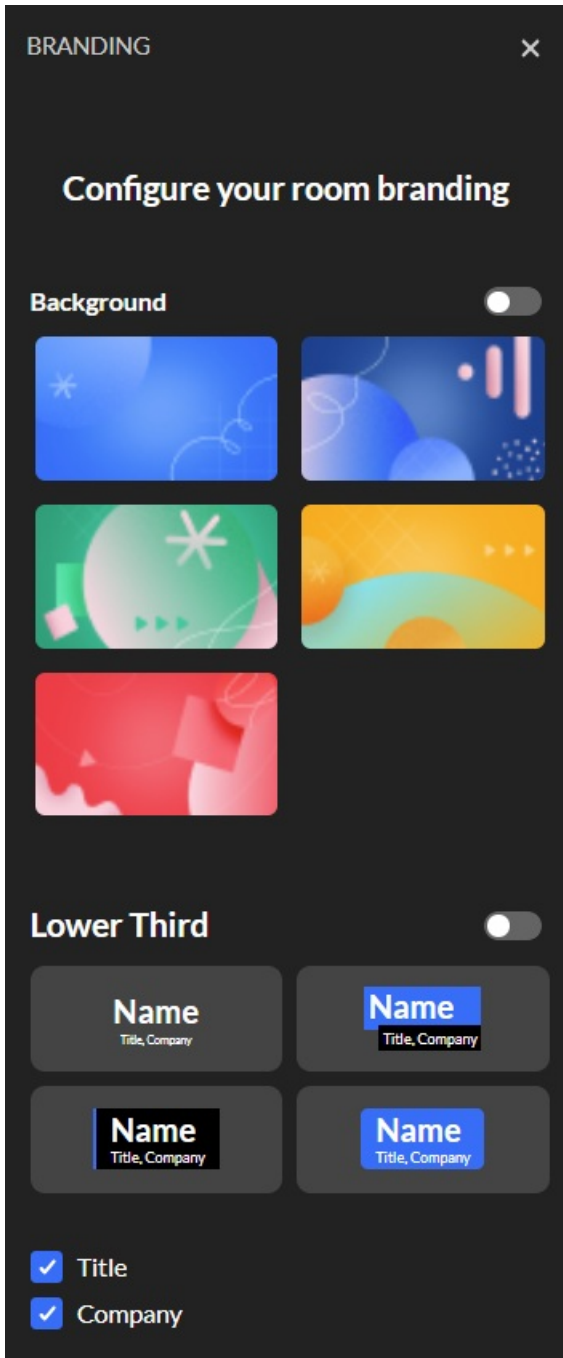 BRANDING
Configure your room branding
Background
Lower Third
Name
Title, Company
Name
Title, Company
Name
Title, Company
Name
Title, Company
Title
Company